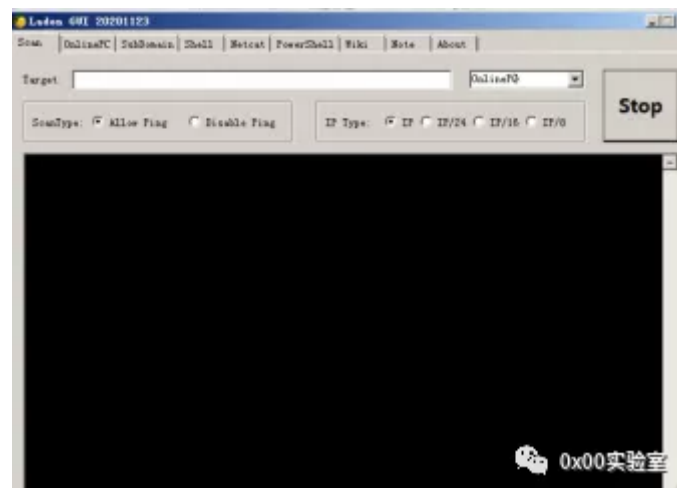 Ladon GUI 20201123
Scan OnlinePC SubDomain Shell Netcat PowerShell Wiki Note About
Target OnlinePC
Stop
ScanType: Allow Ping Disable Ping IP Type: IP IP/24 IP/16 IP/8
0x00实验室